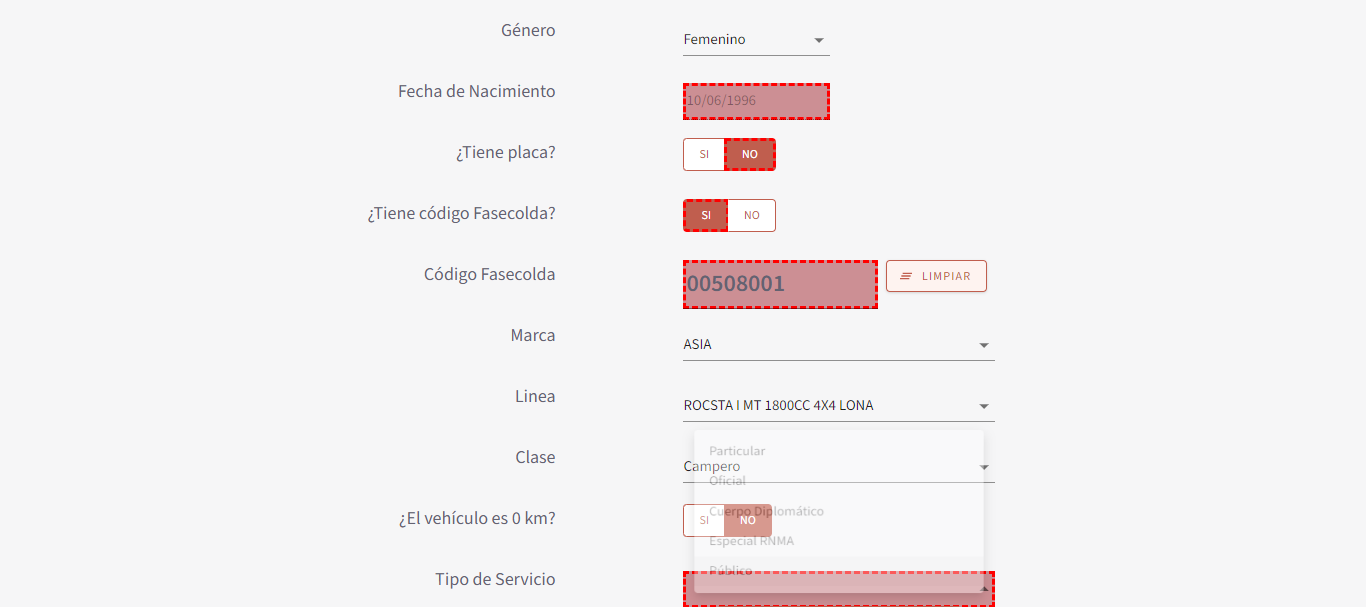 Género
Femenino
Fecha de Nacimiento
10/06/1996
¿Tiene placa?
SI NO
¿Tiene código Fasecolda?
SI NO
Código Fasecolda
00508001
LIMPIAR
Marca
ASIA
Linea
ROCSTA I MT 1800CC 4X4 LONA
Particular
Clase
Campero
Oficial
Cuerpo Diplomático
¿El vehículo es 0 km?
SI NO
Especial RNMA
Público
Tipo de Servicio